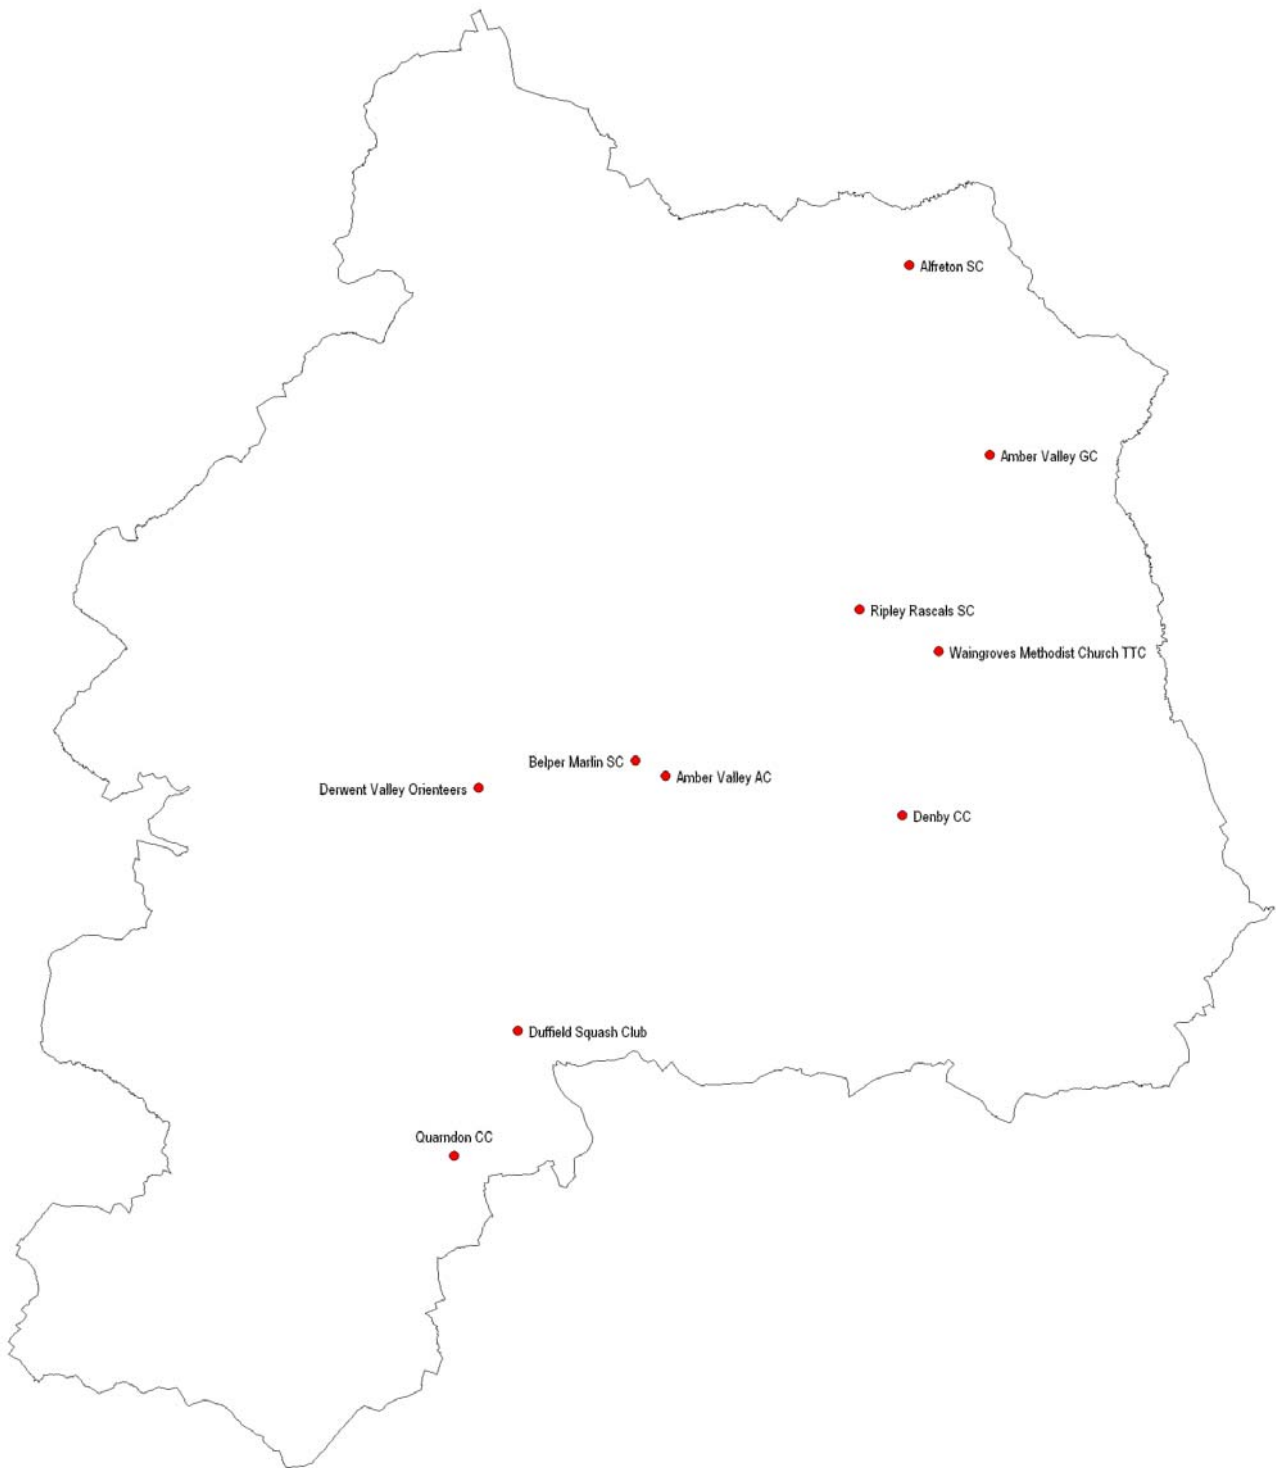 Alfreton SC
Amber Valley GC
Ripley Rascals SC
Waingroves Methodist Church TTC
Belper Marlin SC
Amber Valley AC
Derwent Valley Orienteers
Denby CC
Duffield Squash Club
Quarndon CC